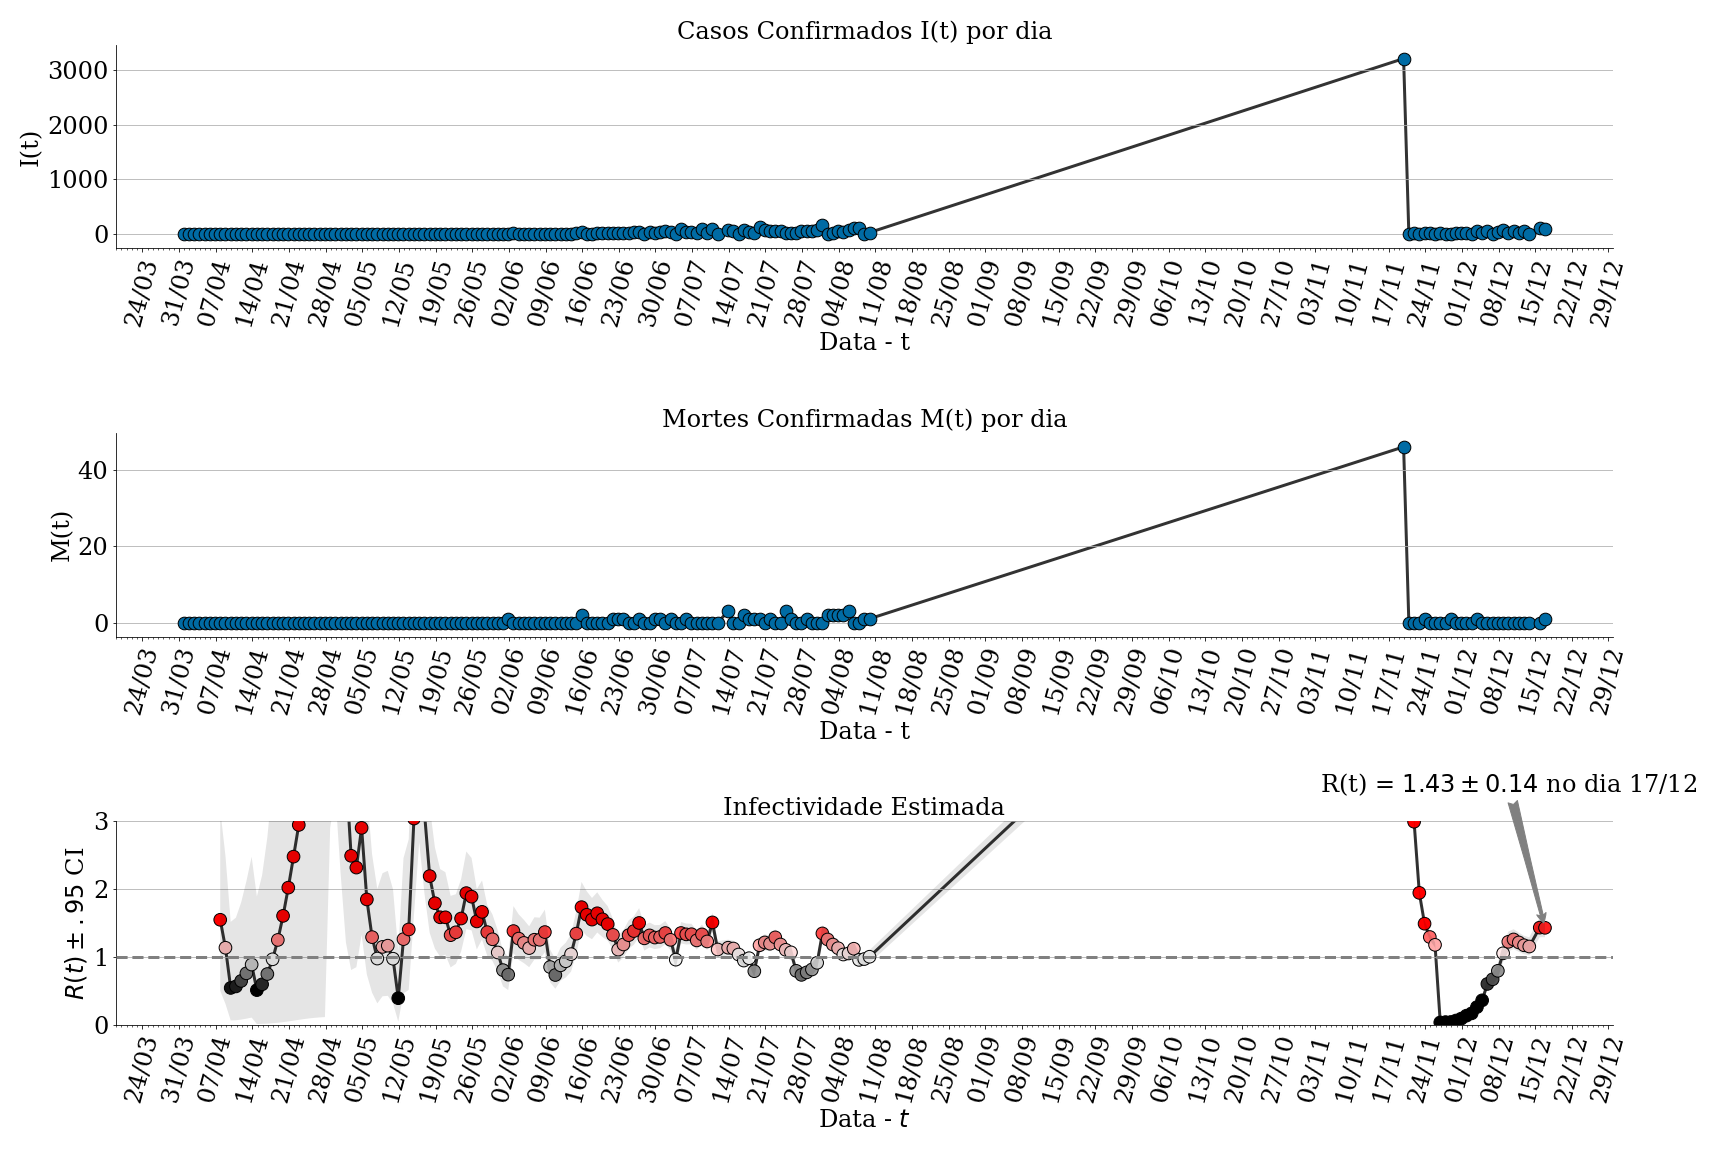 Casos Confirmados I(t) por dia
3000
2000
1000
0
I(t)
24/03 31/03 07/04 14/04 21/04 28/04 05/05 12/05 19/05 26/05 02/06 09/06 16/06 23/06 30/06 07/07 14/07 21/07 28/07 04/08 11/08 18/08 25/08 01/09 08/09 15/09 22/09 29/09 06/10 13/10 20/10 27/10 03/11 10/11 17/11 24/11 01/12 08/12 15/12 22/12 29/12
Data - t
Mortes Confirmadas M(t) por dia
40
20
0
M(t)
24/03 31/03 07/04 14/04 21/04 28/04 05/05 12/05 19/05 26/05 02/06 09/06 16/06 23/06 30/06 07/07 14/07 21/07 28/07 04/08 11/08 18/08 25/08 01/09 08/09 15/09 22/09 29/09 06/10 13/10 20/10 27/10 03/11 10/11 17/11 24/11 01/12 08/12 15/12 22/12 29/12
Data - t
R(t) = 1.43 ± 0.14 no dia 17/12
Infectividade Estimada
3
2
1
0
R(t) ± .95 CI
24/03 31/03 07/04 14/04 21/04 28/04 05/05 12/05 19/05 26/05 02/06 09/06 16/06 23/06 30/06 07/07 14/07 21/07 28/07 04/08 11/08 18/08 25/08 01/09 08/09 15/09 22/09 29/09 06/10 13/10 20/10 27/10 03/11 10/11 17/11 24/11 01/12 08/12 15/12 22/12 29/12
Data - t